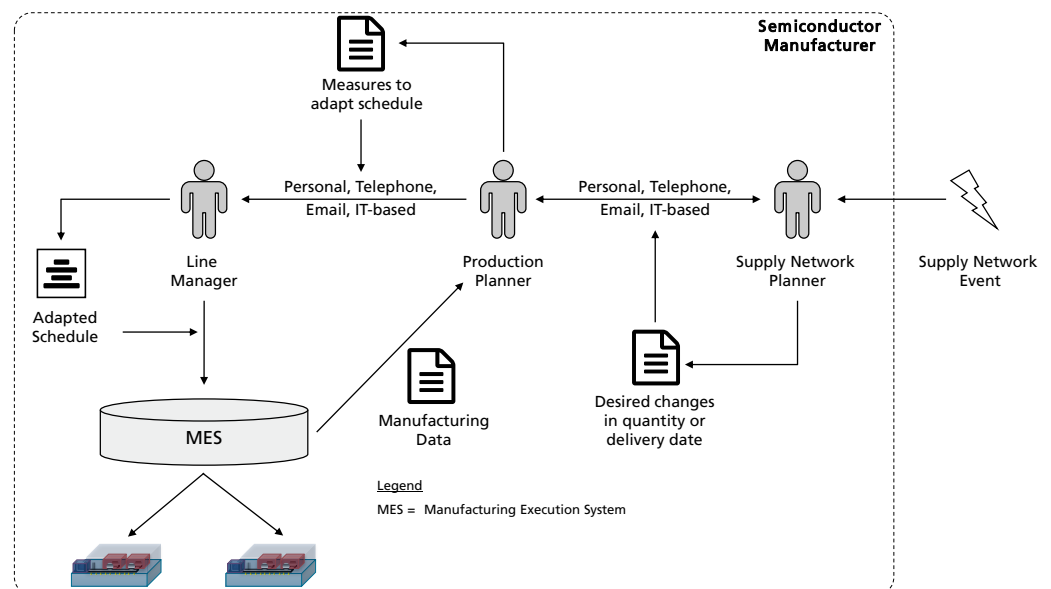 Semiconductor
Manufacturer
Measures to
adapt schedule
Personal, Telephone,
Email, IT-based
Personal, Telephone,
Email, IT-based
Line
Manager
Production
Planner
Supply Network
Planner
Supply Network
Event
Adapted
Schedule
Manufacturing
Data
Desired changes
in quantity or
delivery date
MES
Legend
MES = Manufacturing Execution System